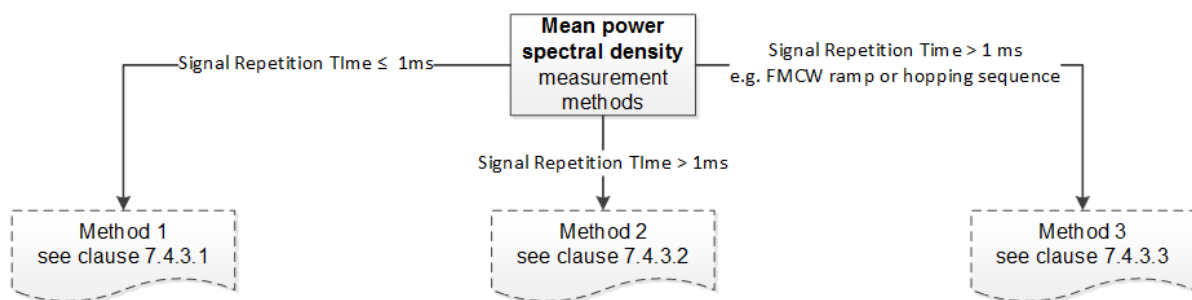 Mean power
spectral density
measurement
methods
Signal Repetition TIme ≤ 1ms
Signal Repetition Time > 1 ms
e.g. FMCW ramp or hopping sequence
Signal Repetition TIme > 1ms
Method 1
see clause 7.4.3.1
Method 2
see clause 7.4.3.2
Method 3
see clause 7.4.3.3